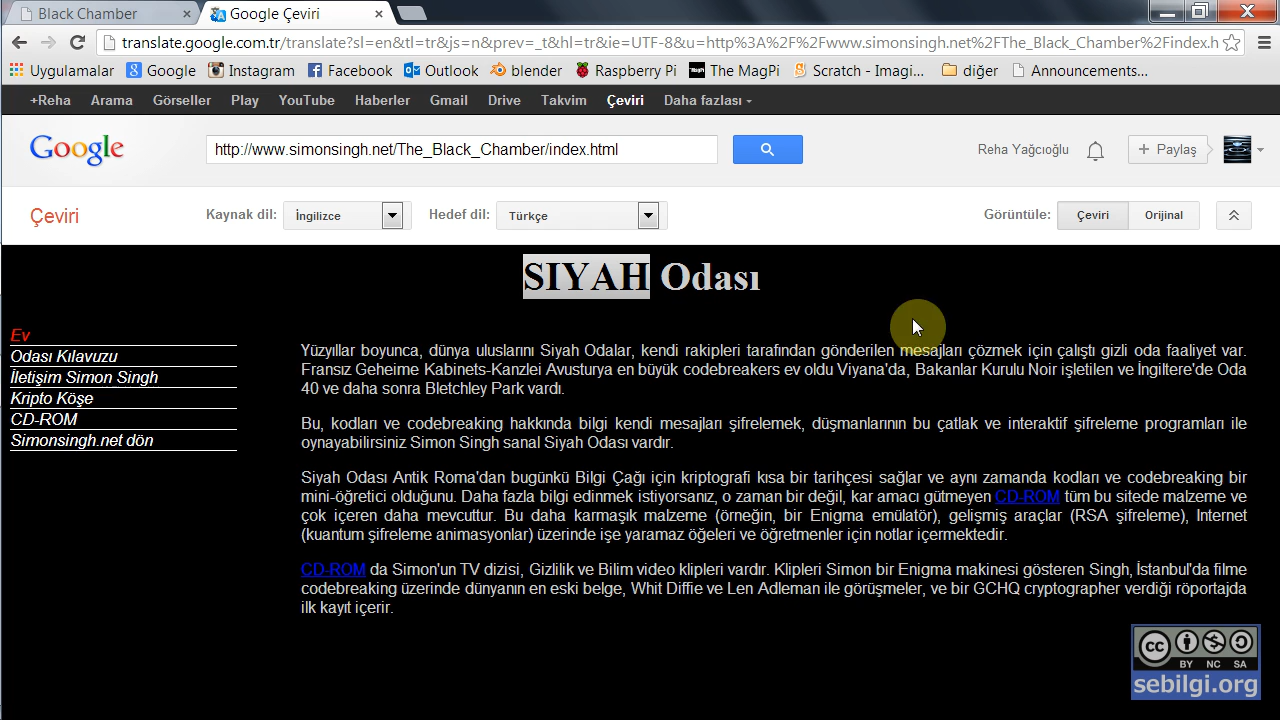 Black Chamber
Google Çeviri
translate.google.com.tr/translate?sl=en&tl=tr&js=n&prev=_t&hl=tr&ie=UTF-8&u=http%3A%2F%2Fwww.simonsingh.net%2FThe_Black_Chamber%2Findex.h
Uygulamalar Google Instagram Facebook Outlook blender Raspberry Pi The MagPi Scratch - Imagi... diğer Announcements...
+Reha Arama Görseller Play YouTube Haberler Gmail Drive Takvim Çeviri Daha fazlası
Google http://www.simonsingh.net/The_Black_Chamber/index.html Reha Yağcıoğlu + Paylaş
Çeviri Kaynak dil: İngilizce Hedef dil: Türkçe Görüntüle: Çeviri Orijinal
SIYAH Odası
Ev
Odası Kılavuzu
İletişim Simon Singh
Kripto Köşe
CD-ROM
Simonsingh.net dön
Yüzyıllar boyunca, dünya uluslarını Siyah Odalar, kendi rakipleri tarafından gönderilen mesajları çözmek için çalıştı gizli oda faaliyet var.
Fransız Geheime Kabinets-Kanzlei Avusturya en büyük codebreakers ev oldu Viyana'da, Bakanlar Kurulu Noir işletilen ve İngiltere'de Oda
40 ve daha sonra Bletchley Park vardı.
Bu, kodları ve codebreaking hakkında bilgi kendi mesajları şifrelemek, düşmanlarının bu çatlak ve interaktif şifreleme programları ile
oynayabilirsiniz Simon Singh sanal Siyah Odası vardır.
Siyah Odası Antik Roma'dan bugünkü Bilgi Çağı için kriptografi kısa bir tarihçesi sağlar ve aynı zamanda kodları ve codebreaking bir
mini-öğretici olduğunu. Daha fazla bilgi edinmek istiyorsanız, o zaman bir değil, kar amacı gütmeyen CD-ROM tüm bu sitede malzeme ve
çok içeren daha mevcuttur. Bu daha karmaşık malzeme (örneğin, bir Enigma emülatör), gelişmiş araçlar (RSA şifreleme), Internet
(kuantum şifreleme animasyonlar) üzerinde işe yaramaz öğeleri ve öğretmenler için notlar içermektedir.
CD-ROM da Simon'un TV dizisi, Gizlilik ve Bilim video klipleri vardır. Klipleri Simon bir Enigma makinesi gösteren Singh, İstanbul'da filme
codebreaking üzerinde dünyanın en eski belge, Whit Diffie ve Len Adleman ile görüşmeler, ve bir GCHQ cryptographer verdiği röportajda
ilk kayıt içerir.
cc BY NC SA
sebilgi.org